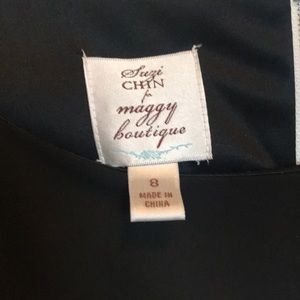 Suzi
CHIN
for
maggy
boutique
8
MADE IN
CHINA